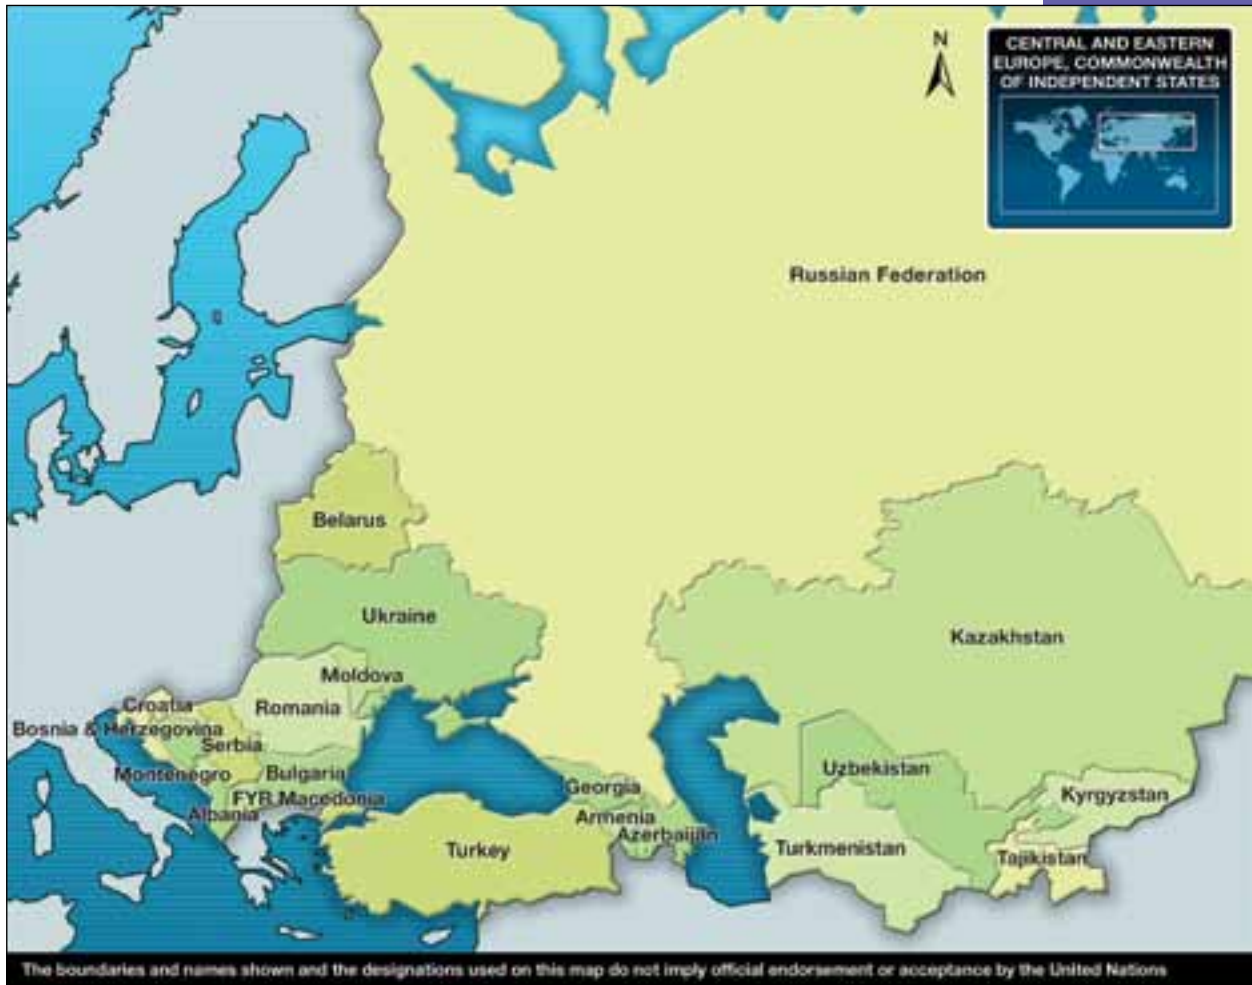 N
CENTRAL AND EASTERN
EUROPE, COMMONWEALTH
OF INDEPENDENT STATES
Russian Federation
Belarus
Ukraine
Kazakhstan
Moldova
Croatia
Romania
Bosnia & Herzegovina
Serbia
Uzbekistan
Montenegro
Bulgaria
Georgia
Kyrgyzstan
FYR Macedonia
Albania
Armenia
Azerbaijan
Turkey
Turkmenistan
Tajikistan
The boundaries and names shown and the designations used on this map do not imply official endorsement or acceptance by the United Nations